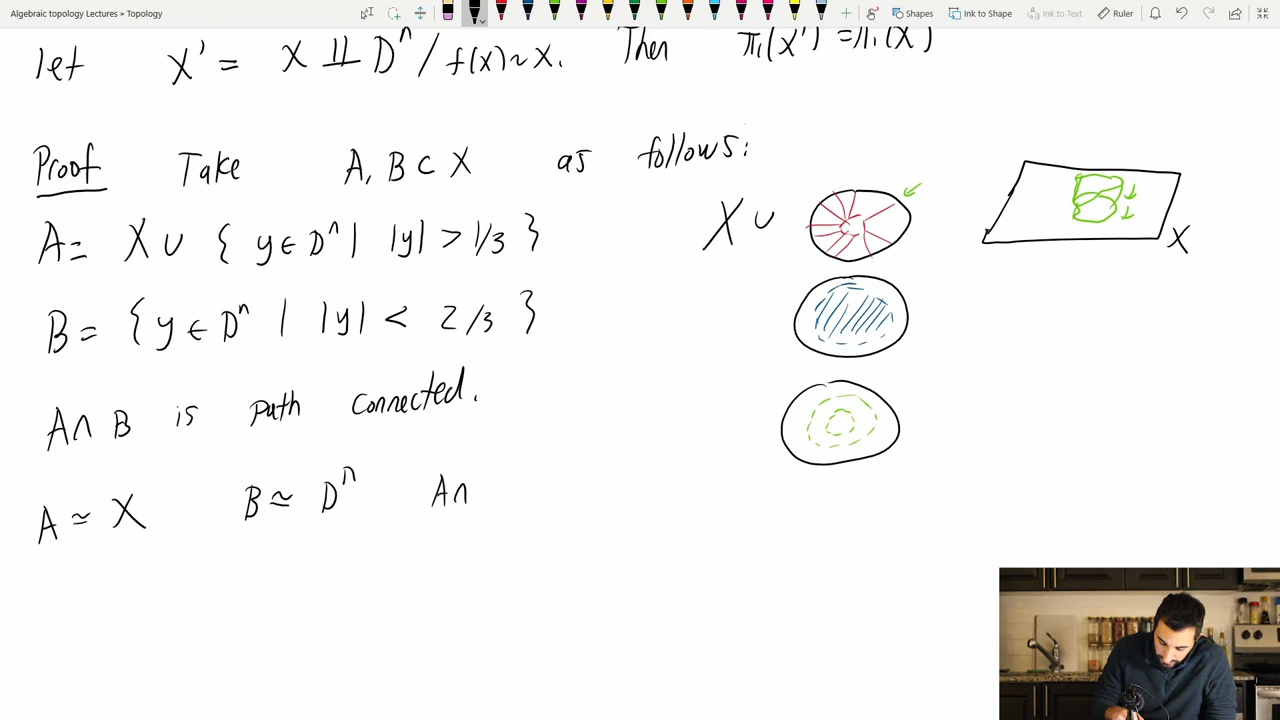 Algebraic topology Lectures » Topology
Shapes Ink to Shape Ink to Text Ruler
let X' = X ⨿ Dⁿ / f(x)~x. Then π₁(X') = π₁(X)
Proof Take A, B ⊂ X as follows:
A = X ∪ { y ∈ Dⁿ | |y| > 1/3 }
X ∪
X
B = { y ∈ Dⁿ | |y| < 2/3 }
A ∩ B is path connected.
A ≃ X B ≃ Dⁿ A ∩